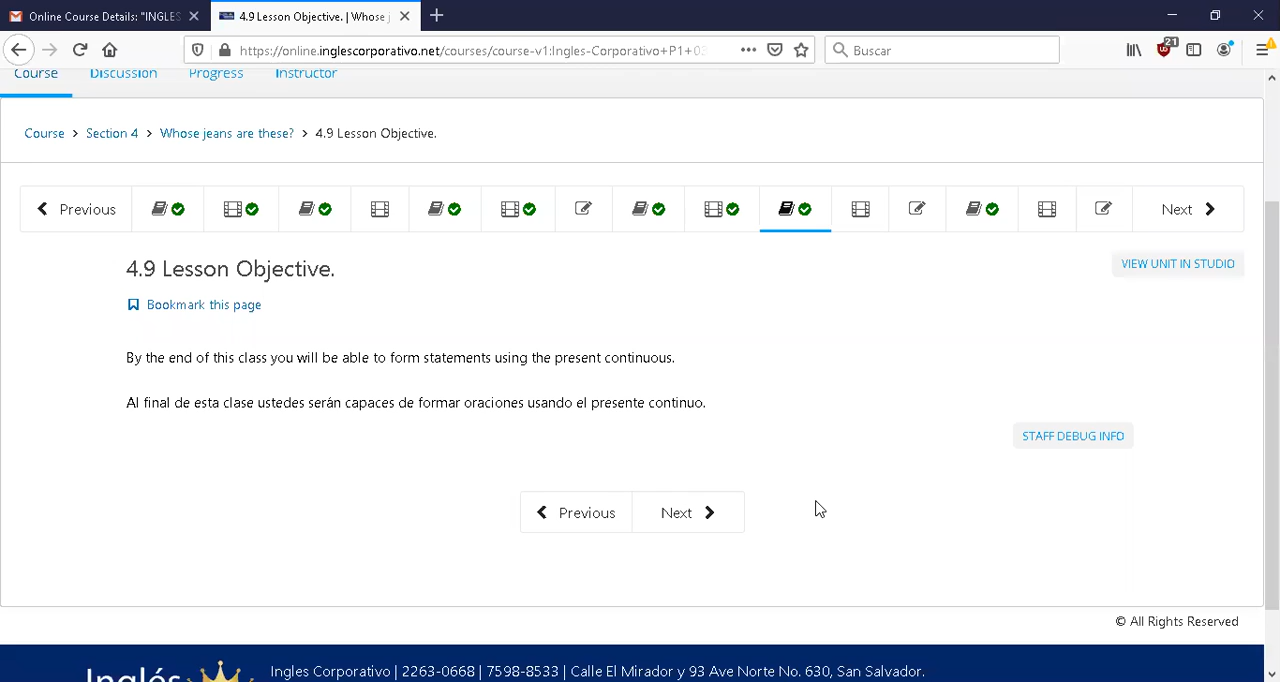 Online Course Details: "INGLES
4.9 Lesson Objective. | Whose j
https://online.inglescorporativo.net/courses/course-v1:Ingles-Corporativo+P1+03
Buscar
21
Course
Discussion
Progress
Instructor
Course > Section 4 > Whose jeans are these? > 4.9 Lesson Objective.
Previous
Next
4.9 Lesson Objective.
VIEW UNIT IN STUDIO
Bookmark this page
By the end of this class you will be able to form statements using the present continuous.
Al final de esta clase ustedes serán capaces de formar oraciones usando el presente continuo.
STAFF DEBUG INFO
Previous
Next
© All Rights Reserved
Inglés
Ingles Corporativo | 2263-0668 | 7598-8533 | Calle El Mirador y 93 Ave Norte No. 630, San Salvador.